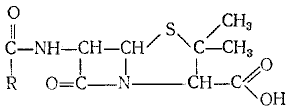 O S CH₃
C—NH—CH—CH C CH₃
R O=C—N—CH—C O
OH